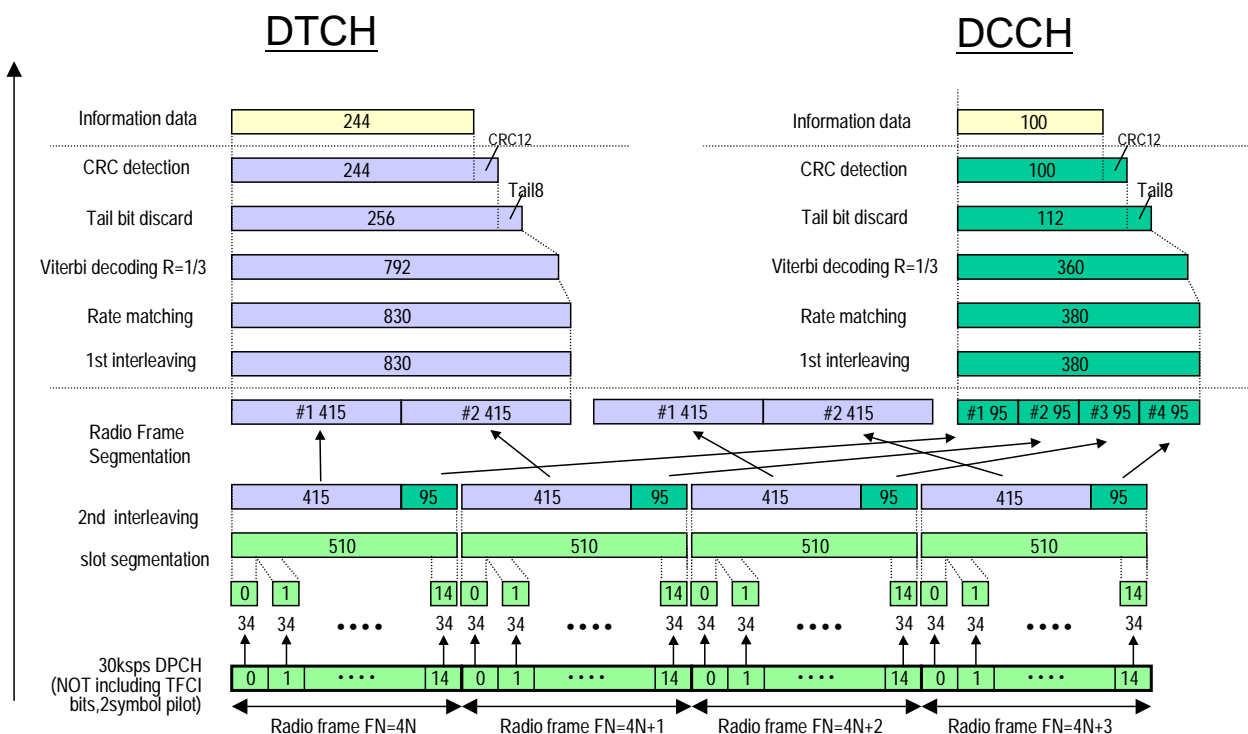 DTCH DCCH
Information data 244 Information data 100
CRC12 CRC12
CRC detection 244 CRC detection 100
Tail8 Tail8
Tail bit discard 256 Tail bit discard 112
Viterbi decoding R=1/3 792 Viterbi decoding R=1/3 360
Rate matching 830 Rate matching 380
1st interleaving 830 1st interleaving 380
#1 415 #2 415 #1 415 #2 415 #1 95 #2 95 #3 95 #4 95
Radio Frame
Segmentation
415 95 415 95 415 95 415 95
2nd interleaving
510 510 510 510
slot segmentation
0 1 14 0 1 14 0 1 14 0 1 14
34 34 •••• 34 34 34 •••• 34 34 34 •••• 34 34 34 •••• 34
30ksps DPCH
(NOT including TFCI
bits,2symbol pilot)
0 1 •••• 14 0 1 •••• 14 0 1 •••• 14 0 1 •••• 14
Radio frame FN=4N Radio frame FN=4N+1 Radio frame FN=4N+2 Radio frame FN=4N+3